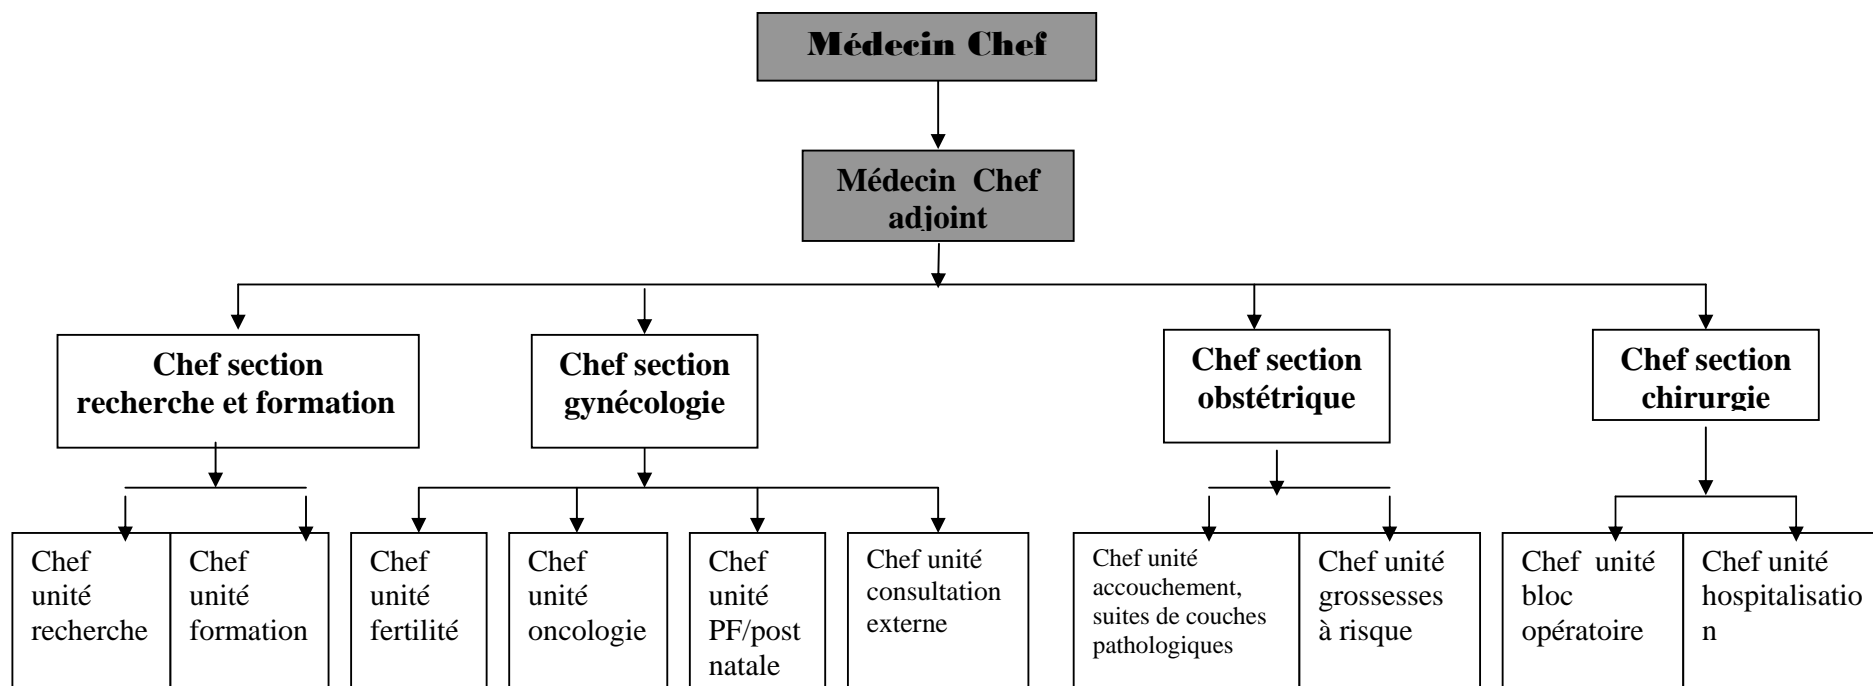 Médecin Chef
Médecin Chef
adjoint
Chef section
recherche et formation
Chef section
gynécologie
Chef section
obstétrique
Chef section
chirurgie
Chef
unité
recherche
Chef
unité
formation
Chef
unité
fertilité
Chef
unité
oncologie
Chef
unité
PF/post
natale
Chef unité
consultation
externe
Chef unité
accouchement,
suites de couches
pathologiques
Chef unité
grossesses
à risque
Chef unité
bloc
opératoire
Chef unité
hospitalisatio
n